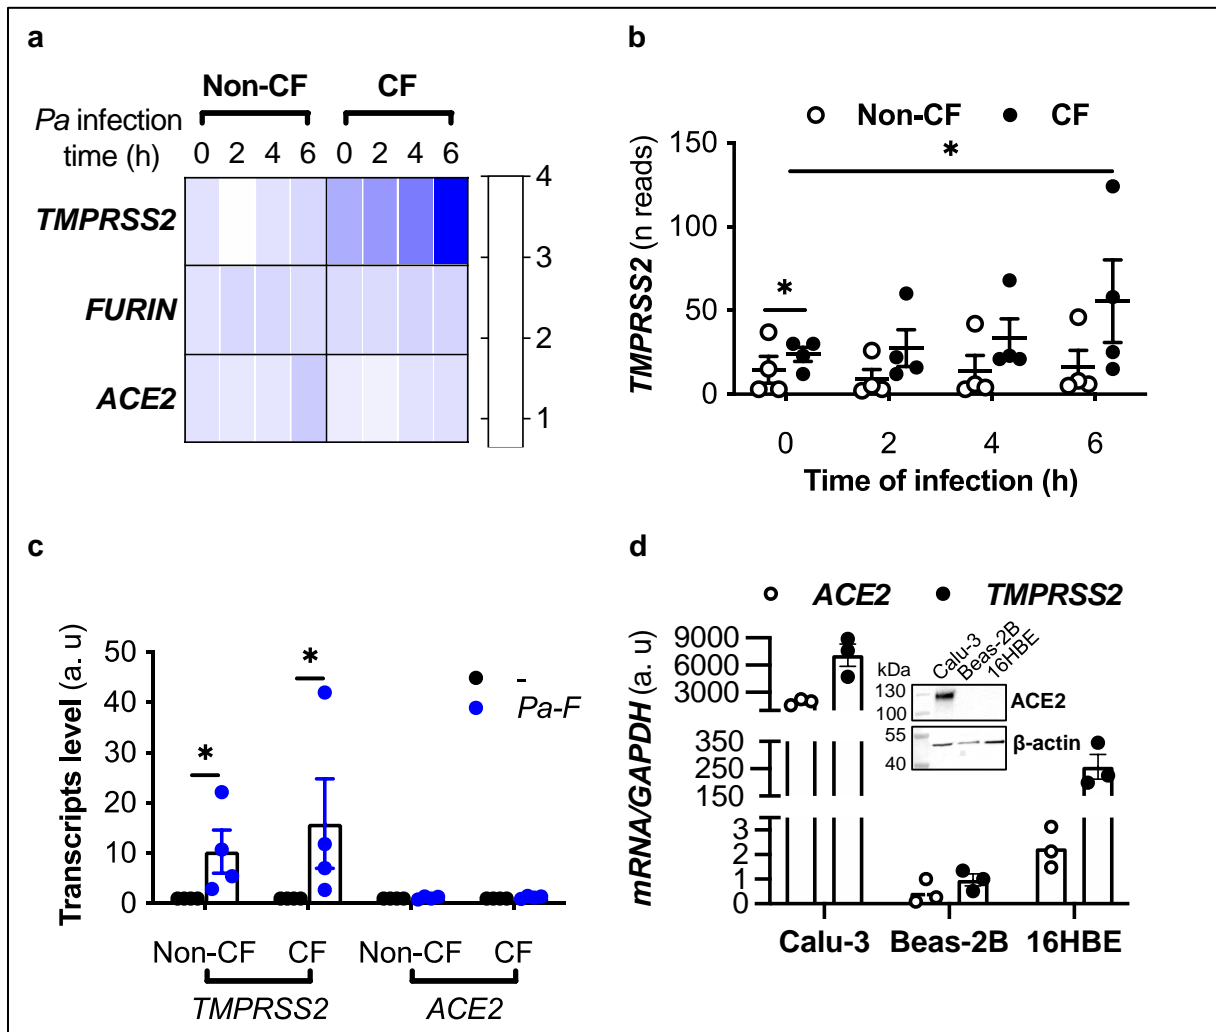 a
Non-CF CF
Pa infection
time (h)
0 2 4 6 0 2 4 6
TMPRSS2
FURIN
ACE2
4
3
2
1
b
Non-CF CF
TMPRSS2 (n reads)
150
100
50
0
*
*
0 2 4 6
Time of infection (h)
c
Transcripts level (a. u)
50
40
30
20
10
0
*
*
-
Pa-F
Non-CF CF Non-CF CF
TMPRSS2 ACE2
d
ACE2 TMPRSS2
mRNA/GAPDH (a. u)
9000
6000
3000
350
250
150
3
2
1
0
kDa
Calu-3
Beas-2B
16HBE
130
100
ACE2
55
40
β-actin
Calu-3 Beas-2B 16HBE